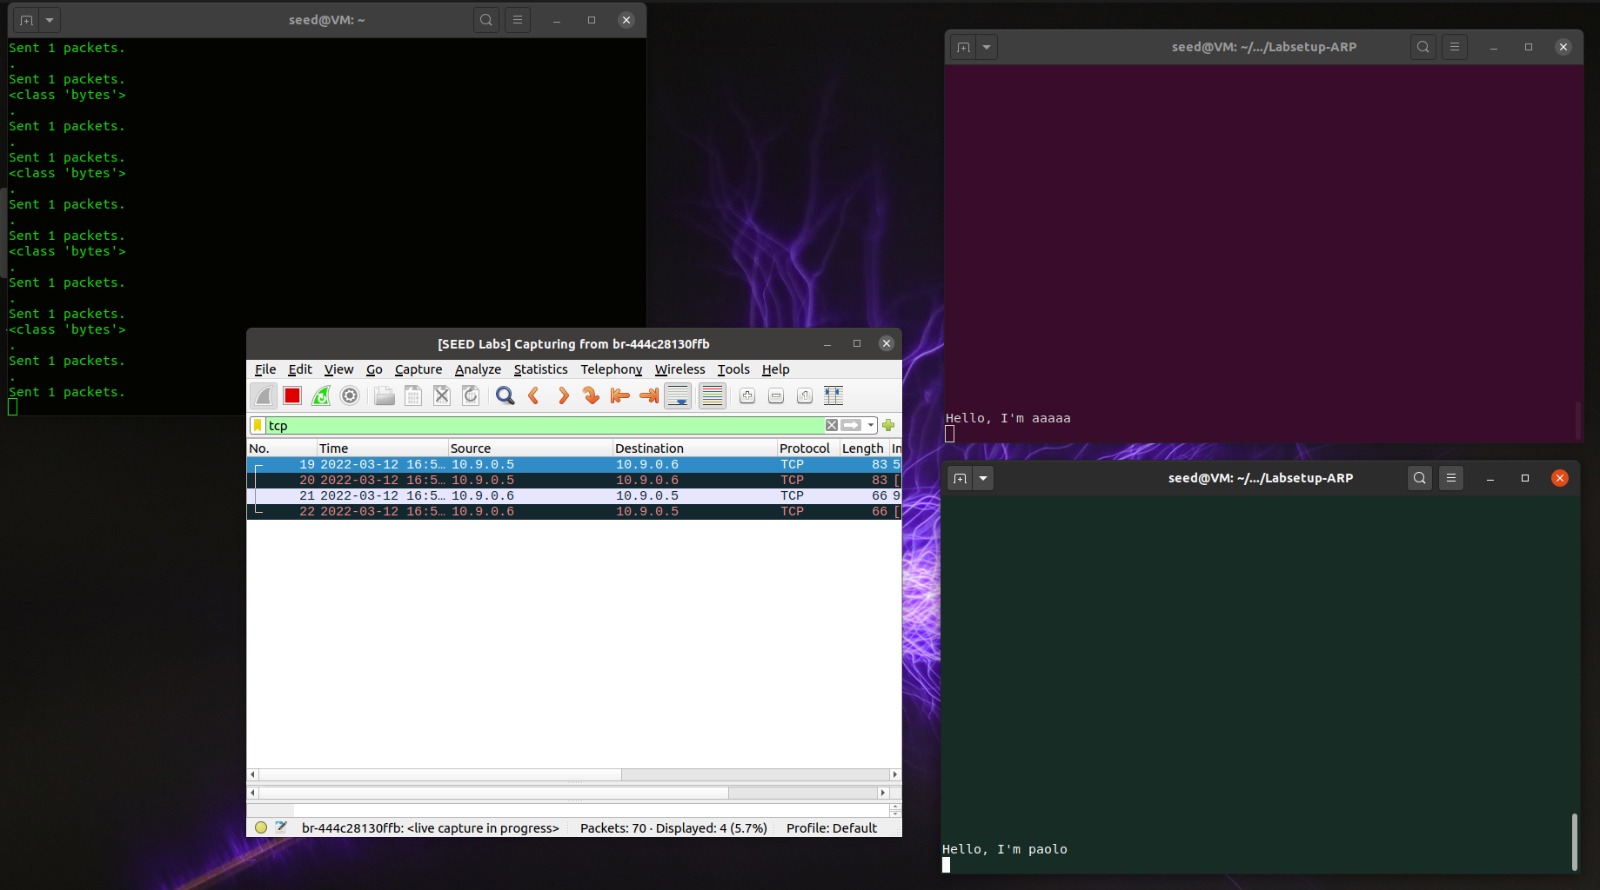 seed@VM: ~
Sent 1 packets.
.
Sent 1 packets.
<class 'bytes'>
.
Sent 1 packets.
.
Sent 1 packets.
<class 'bytes'>
.
Sent 1 packets.
.
Sent 1 packets.
<class 'bytes'>
.
Sent 1 packets.
.
Sent 1 packets.
<class 'bytes'>
.
Sent 1 packets.
.
Sent 1 packets.
seed@VM: ~/.../Labsetup-ARP
Hello, I'm aaaaa
[SEED Labs] Capturing from br-444c28130ffb
File Edit View Go Capture Analyze Statistics Telephony Wireless Tools Help
tcp
No. Time Source Destination Protocol Length In
19 2022-03-12 16:5… 10.9.0.5 10.9.0.6 TCP 83 5
20 2022-03-12 16:5… 10.9.0.5 10.9.0.6 TCP 83 [
21 2022-03-12 16:5… 10.9.0.6 10.9.0.5 TCP 66 9
22 2022-03-12 16:5… 10.9.0.6 10.9.0.5 TCP 66 [
br-444c28130ffb: <live capture in progress> Packets: 70 · Displayed: 4 (5.7%) Profile: Default
seed@VM: ~/.../Labsetup-ARP
Hello, I'm paolo